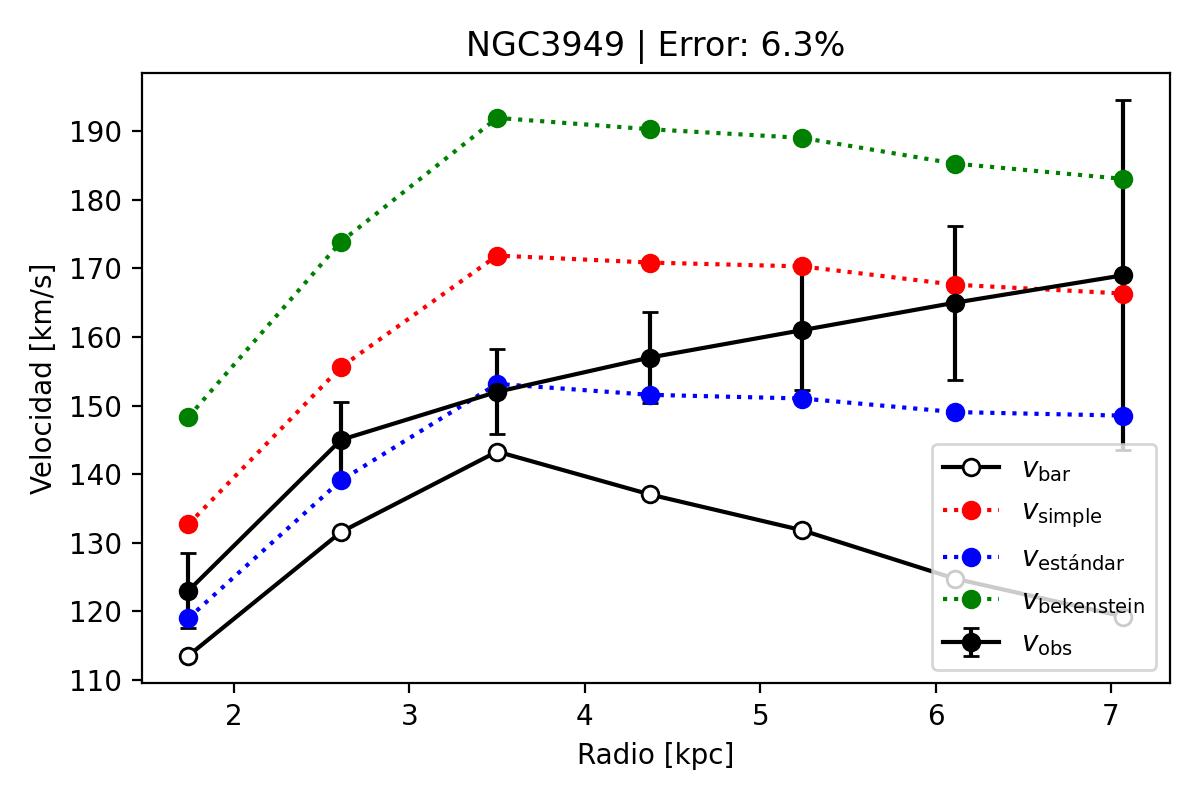 NGC3949 | Error: 6.3%
Velocidad [km/s]
190
180
170
160
150
140
130
120
110
2 3 4 5 6 7
Radio [kpc]
v_bar
v_simple
v_estándar
v_bekenstein
v_obs